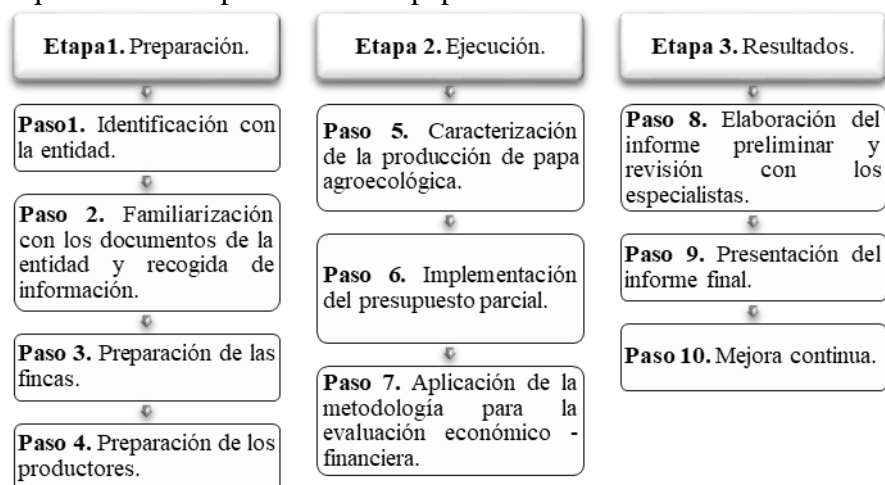 Etapa1. Preparación.
Paso1. Identificación con
la entidad.
Paso 2. Familiarización
con los documentos de la
entidad y recogida de
información.
Paso 3. Preparación de las
fincas.
Paso 4. Preparación de los
productores.
Etapa 2. Ejecución.
Paso 5. Caracterización
de la producción de papa
agroecológica.
Paso 6. Implementación
del presupuesto parcial.
Paso 7. Aplicación de la
metodología para la
evaluación económico -
financiera.
Etapa 3. Resultados.
Paso 8. Elaboración del
informe preliminar y
revisión con los
especialistas.
Paso 9. Presentación del
informe final.
Paso 10. Mejora continua.